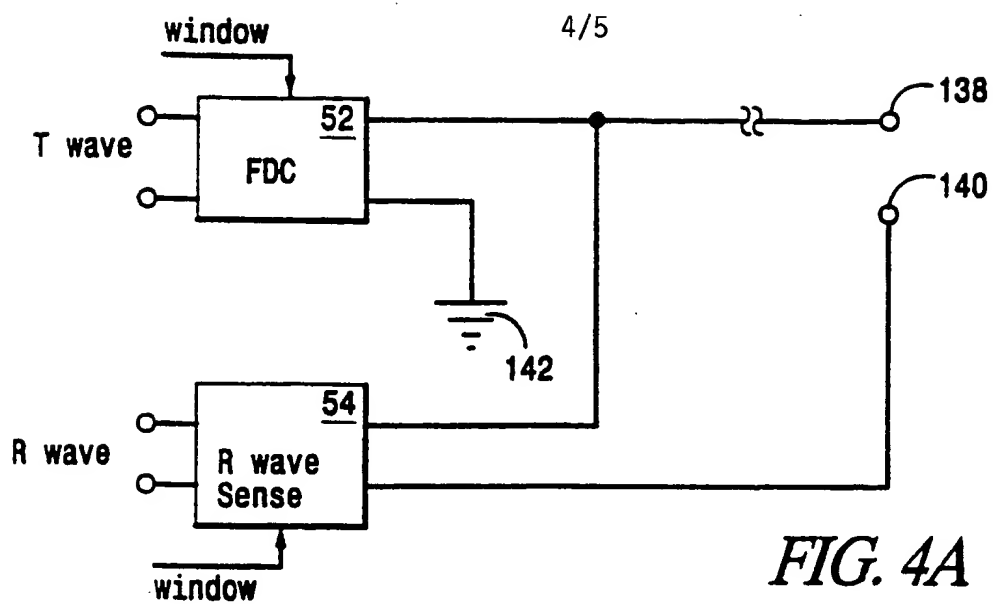 window
4/5
138
52
T wave
FDC
140
142
54
R wave
R wave
Sense
window
FIG. 4A